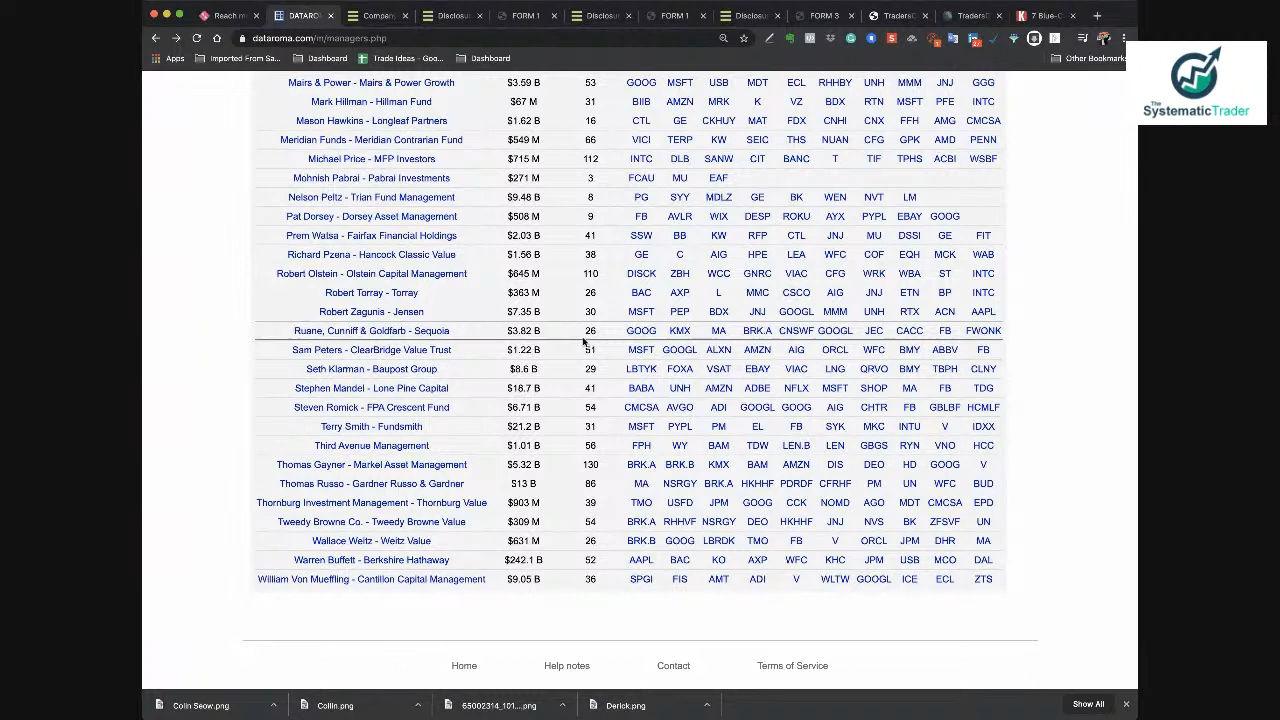 Reach m
DATAROMA
Company
Disclosur
FORM 1
Disclosur
FORM 1
Disclosur
FORM 3
TradersD
TradersD
7 Blue-C
dataroma.com/m/managers.php
Apps Imported From Sa... Dashboard Trade Ideas – Goo... Dashboard Other Bookmarks
The
SystematicTrader
Mairs & Power - Mairs & Power Growth $3.59 B 53 GOOG MSFT USB MDT ECL RHHBY UNH MMM JNJ GGG
Mark Hillman - Hillman Fund $67 M 31 BIIB AMZN MRK K VZ BDX RTN MSFT PFE INTC
Mason Hawkins - Longleaf Partners $1.62 B 16 CTL GE CKHUY MAT FDX CNHI CNX FFH AMG CMCSA
Meridian Funds - Meridian Contrarian Fund $549 M 66 VICI TERP KW SEIC THS NUAN CFG GPK AMD PENN
Michael Price - MFP Investors $715 M 112 INTC DLB SANW CIT BANC T TIF TPHS ACBI WSBF
Mohnish Pabrai - Pabrai Investments $271 M 3 FCAU MU EAF
Nelson Peltz - Trian Fund Management $9.48 B 8 PG SYY MDLZ GE BK WEN NVT LM
Pat Dorsey - Dorsey Asset Management $508 M 9 FB AVLR WIX DESP ROKU AYX PYPL EBAY GOOG
Prem Watsa - Fairfax Financial Holdings $2.03 B 41 SSW BB KW RFP CTL JNJ MU DSSI GE FIT
Richard Pzena - Hancock Classic Value $1.56 B 38 GE C AIG HPE LEA WFC COF EQH MCK WAB
Robert Olstein - Olstein Capital Management $645 M 110 DISCK ZBH WCC GNRC VIAC CFG WRK WBA ST INTC
Robert Torray - Torray $363 M 26 BAC AXP L MMC CSCO AIG JNJ ETN BP INTC
Robert Zagunis - Jensen $7.35 B 30 MSFT PEP BDX JNJ GOOGL MMM UNH RTX ACN AAPL
Ruane, Cunniff & Goldfarb - Sequoia $3.82 B 26 GOOG KMX MA BRK.A CNSWF GOOGL JEC CACC FB FWONK
Sam Peters - ClearBridge Value Trust $1.22 B 51 MSFT GOOGL ALXN AMZN AIG ORCL WFC BMY ABBV FB
Seth Klarman - Baupost Group $8.6 B 29 LBTYK FOXA VSAT EBAY VIAC LNG QRVO BMY TBPH CLNY
Stephen Mandel - Lone Pine Capital $18.7 B 41 BABA UNH AMZN ADBE NFLX MSFT SHOP MA FB TDG
Steven Romick - FPA Crescent Fund $6.71 B 54 CMCSA AVGO ADI GOOGL GOOG AIG CHTR FB GBLBF HCMLF
Terry Smith - Fundsmith $21.2 B 31 MSFT PYPL PM EL FB SYK MKC INTU V IDXX
Third Avenue Management $1.01 B 56 FPH WY BAM TDW LEN.B LEN GBGS RYN VNO HCC
Thomas Gayner - Markel Asset Management $5.32 B 130 BRK.A BRK.B KMX BAM AMZN DIS DEO HD GOOG V
Thomas Russo - Gardner Russo & Gardner $13 B 86 MA NSRGY BRK.A HKHHF PDRDF CFRHF PM UN WFC BUD
Thornburg Investment Management - Thornburg Value $903 M 39 TMO USFD JPM GOOG CCK NOMD AGO MDT CMCSA EPD
Tweedy Browne Co. - Tweedy Browne Value $309 M 54 BRK.A RHHVF NSRGY DEO HKHHF JNJ NVS BK ZFSVF UN
Wallace Weitz - Weitz Value $631 M 26 BRK.B GOOG LBRDK TMO FB V ORCL JPM DHR MA
Warren Buffett - Berkshire Hathaway $242.1 B 52 AAPL BAC KO AXP WFC KHC JPM USB MCO DAL
William Von Mueffling - Cantillon Capital Management $9.05 B 36 SPGI FIS AMT ADI V WLTW GOOGL ICE ECL ZTS
Home Help notes Contact Terms of Service
Colin Seow.png Collin.png 65002314_101....png Derick.png Show All